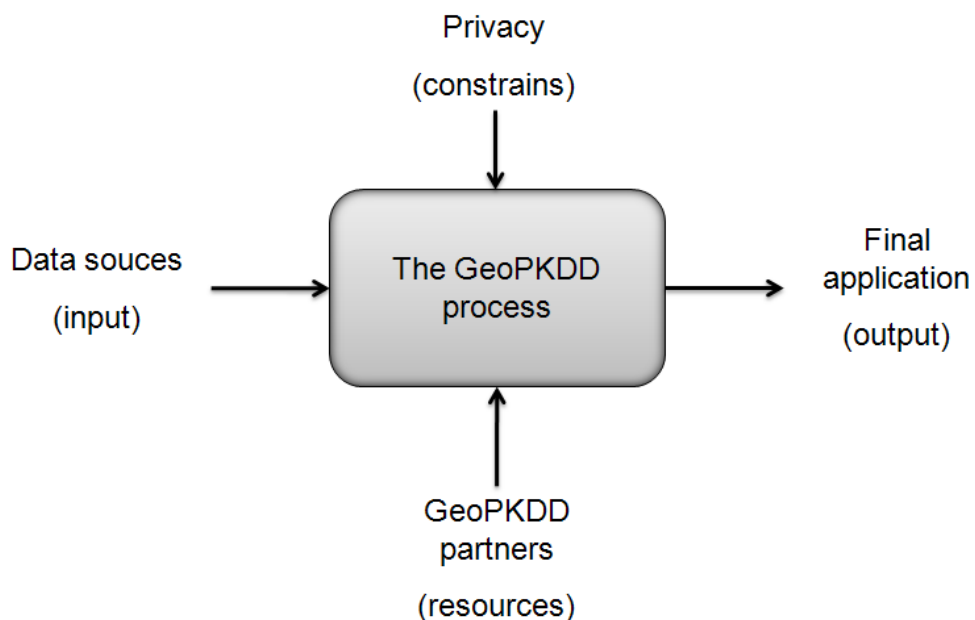 Privacy
(constrains)
Data souces
(input)
The GeoPKDD
process
Final
application
(output)
GeoPKDD
partners
(resources)